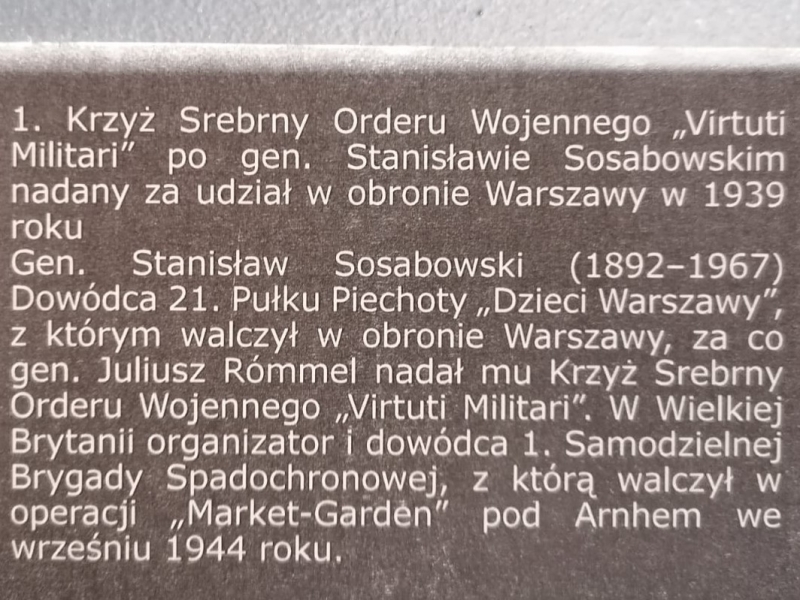 1. Krzyż Srebrny Orderu Wojennego „Virtuti
Militari” po gen. Stanisławie Sosabowskim
nadany za udział w obronie Warszawy w 1939
roku
Gen. Stanisław Sosabowski (1892–1967)
Dowódca 21. Pułku Piechoty „Dzieci Warszawy”,
z którym walczył w obronie Warszawy, za co
gen. Juliusz Rómmel nadał mu Krzyż Srebrny
Orderu Wojennego „Virtuti Militari”. W Wielkiej
Brytanii organizator i dowódca 1. Samodzielnej
Brygady Spadochronowej, z którą walczył w
operacji „Market-Garden” pod Arnhem we
wrześniu 1944 roku.